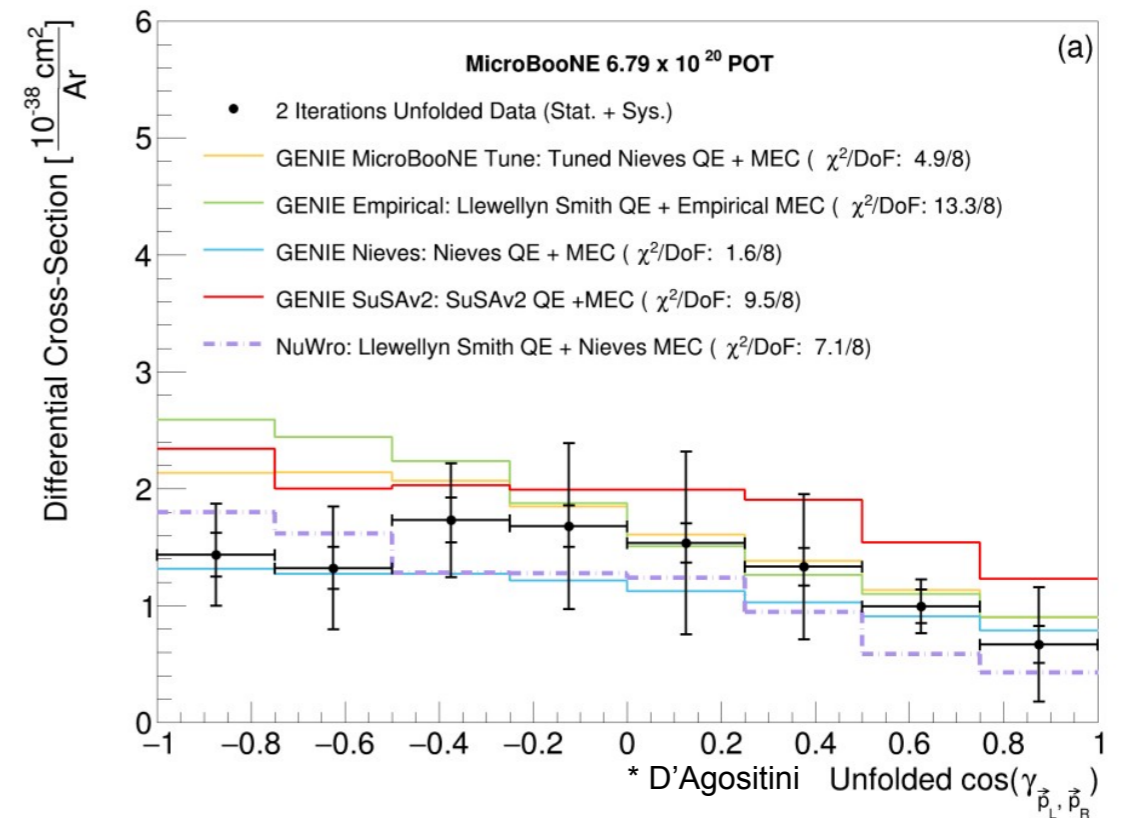 Differential Cross-Section [ 10⁻³⁸ cm² / Ar ]
6
5
4
3
2
1
0
(a)
MicroBooNE 6.79 x 10 ²⁰ POT
2 Iterations Unfolded Data (Stat. + Sys.)
GENIE MicroBooNE Tune: Tuned Nieves QE + MEC ( χ²/DoF: 4.9/8)
GENIE Empirical: Llewellyn Smith QE + Empirical MEC ( χ²/DoF: 13.3/8)
GENIE Nieves: Nieves QE + MEC ( χ²/DoF: 1.6/8)
GENIE SuSAv2: SuSAv2 QE +MEC ( χ²/DoF: 9.5/8)
NuWro: Llewellyn Smith QE + Nieves MEC ( χ²/DoF: 7.1/8)
−1 −0.8 −0.6 −0.4 −0.2 0 0.2 0.4 0.6 0.8 1
* D'Agositini Unfolded cos(γ p⃗_L, p⃗_R)